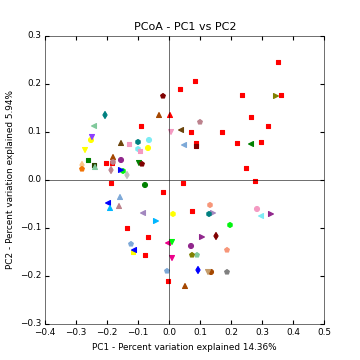 PCoA - PC1 vs PC2
0.3
0.2
0.1
0.0
−0.1
−0.2
−0.3
PC2 - Percent variation explained 5.94%
−0.4 −0.3 −0.2 −0.1 0.0 0.1 0.2 0.3 0.4 0.5
PC1 - Percent variation explained 14.36%